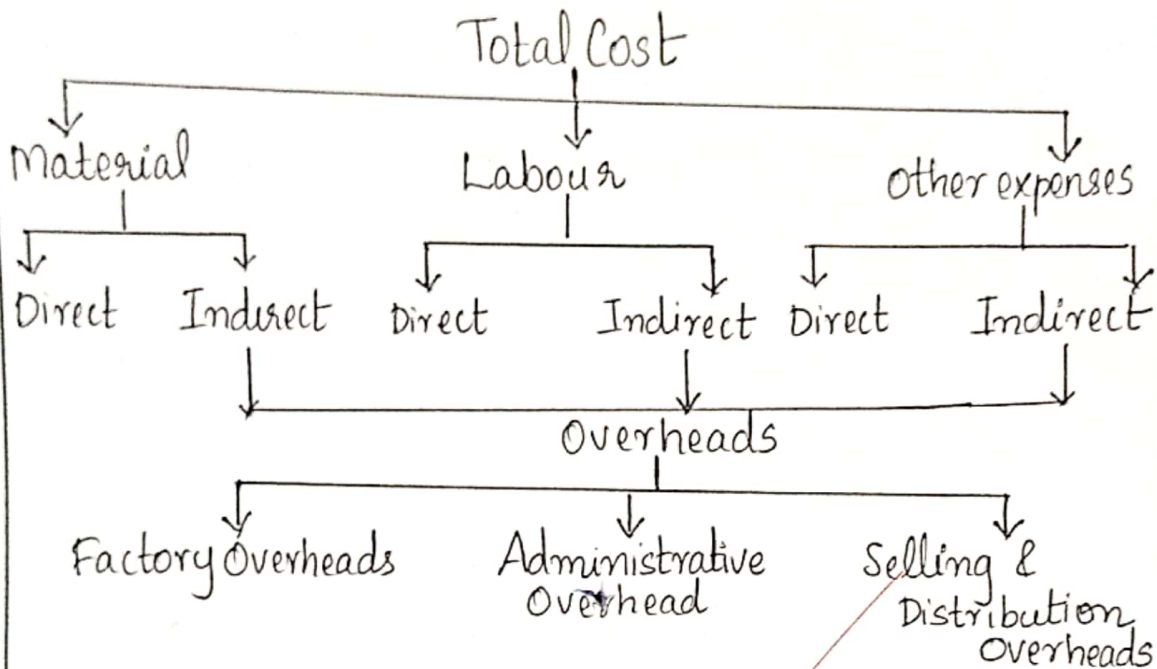 Total Cost
Material Labour Other expenses
Direct Indirect Direct Indirect Direct Indirect
Overheads
Factory Overheads Administrative Overhead Selling & Distribution Overheads